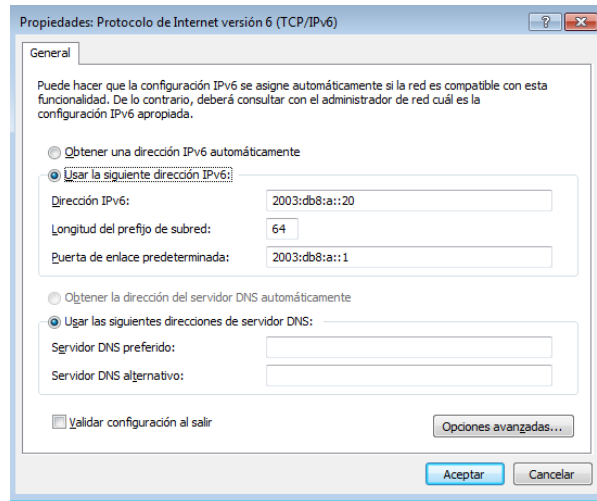 Propiedades: Protocolo de Internet versión 6 (TCP/IPv6)
General
Puede hacer que la configuración IPv6 se asigne automáticamente si la red es compatible con esta
funcionalidad. De lo contrario, deberá consultar con el administrador de red cuál es la
configuración IPv6 apropiada.
Obtener una dirección IPv6 automáticamente
Usar la siguiente dirección IPv6:
Dirección IPv6: 2003:db8:a::20
Longitud del prefijo de subred: 64
Puerta de enlace predeterminada: 2003:db8:a::1
Obtener la dirección del servidor DNS automáticamente
Usar las siguientes direcciones de servidor DNS:
Servidor DNS preferido:
Servidor DNS alternativo:
Validar configuración al salir
Opciones avanzadas...
Aceptar Cancelar